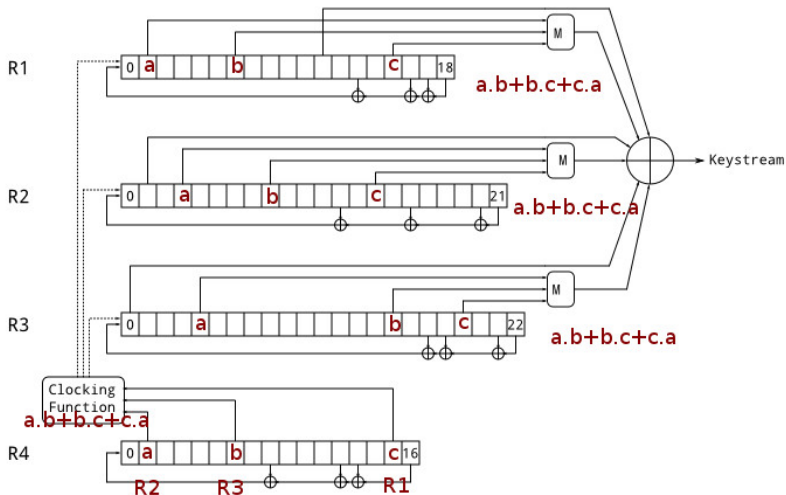 M
R1 0 a b c 18
a.b+b.c+c.a
M
Keystream
R2 0 a b c 21
a.b+b.c+c.a
M
R3 0 a b c 22
a.b+b.c+c.a
Clocking
Function
a.b+b.c+c.a
R4 0 a b c 16
R2 R3 R1